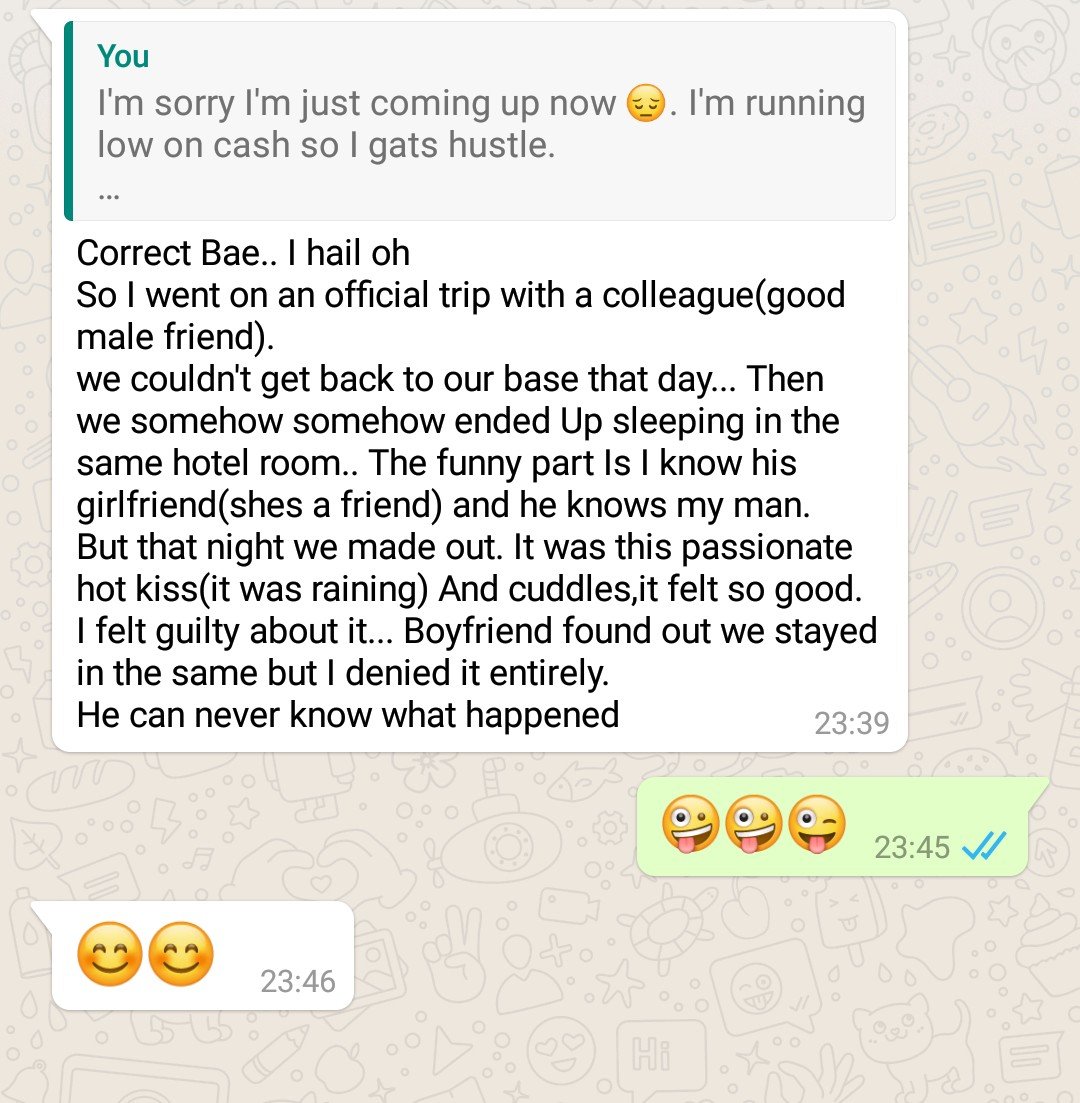 You
I'm sorry I'm just coming up now 😔. I'm running
low on cash so I gats hustle.
...
Correct Bae.. I hail oh
So I went on an official trip with a colleague(good
male friend).
we couldn't get back to our base that day... Then
we somehow somehow ended Up sleeping in the
same hotel room.. The funny part Is I know his
girlfriend(shes a friend) and he knows my man.
But that night we made out. It was this passionate
hot kiss(it was raining) And cuddles,it felt so good.
I felt guilty about it... Boyfriend found out we stayed
in the same but I denied it entirely.
He can never know what happened
23:39
🤪🤪😜
23:45
😊😊
23:46
Hi